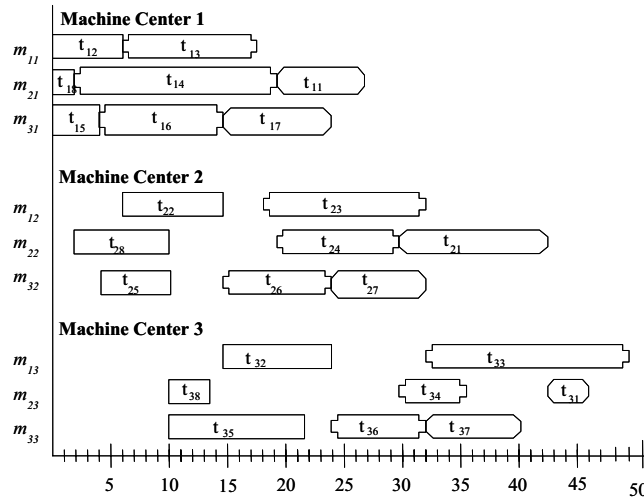 Machine Center 1
m11 t12 t13
m21 t18 t14 t11
m31 t15 t16 t17
Machine Center 2
m12 t22 t23
m22 t28 t24 t21
m32 t25 t26 t27
Machine Center 3
m13 t32 t33
m23 t38 t34 t31
m33 t35 t36 t37
5 10 15 20 25 30 35 40 45 50